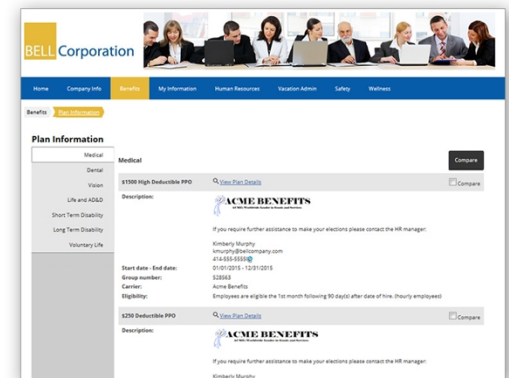 BELL Corporation
Home Company Info Benefits My Information Human Resources Vacation Admin Safety Wellness
Benefits Plan Information
Plan Information
Medical
Dental
Vision
Life and AD&D
Short Term Disability
Long Term Disability
Voluntary Life
Medical Compare
$1500 High Deductible PPO View Plan Details Compare
Description: ACME BENEFITS
If you require further assistance to make your elections please contact the HR manager:
Kimberly Murphy
kmurphy@bellcompany.com
414-555-5555
Start date - End date: 01/01/2015 - 12/31/2015
Group number: 528563
Carrier: Acme Benefits
Eligibility: Employees are eligible the 1st month following 90 day(s) after date of hire. (hourly employees)
$250 Deductible PPO View Plan Details Compare
Description: ACME BENEFITS
If you require further assistance to make your elections please contact the HR manager:
Kimberly Murphy